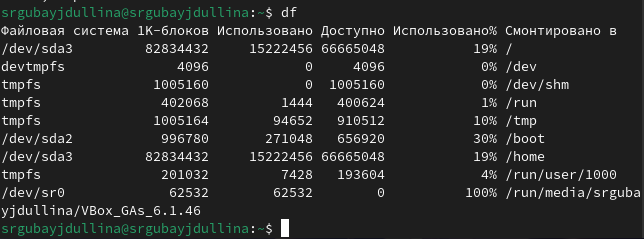 srgubayjdullina@srgubayjdullina:~$ df
Файловая система 1K-блоков Использовано Доступно Использовано% Смонтировано в
/dev/sda3 82834432 15222456 66665048 19% /
devtmpfs 4096 0 4096 0% /dev
tmpfs 1005160 0 1005160 0% /dev/shm
tmpfs 402068 1444 400624 1% /run
tmpfs 1005164 94652 910512 10% /tmp
/dev/sda2 996780 271048 656920 30% /boot
/dev/sda3 82834432 15222456 66665048 19% /home
tmpfs 201032 7428 193604 4% /run/user/1000
/dev/sr0 62532 62532 0 100% /run/media/srguba
yjdullina/VBox_GAs_6.1.46
srgubayjdullina@srgubayjdullina:~$